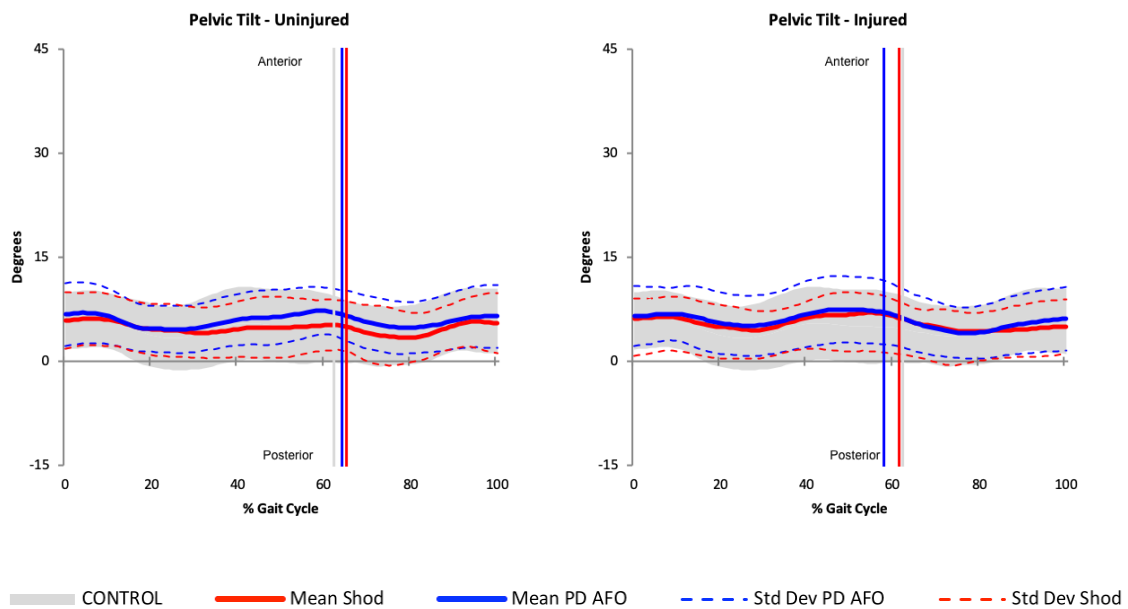 Pelvic Tilt - Uninjured
45
Anterior
30
Degrees
15
0
Posterior
-15
0 20 40 60 80 100
% Gait Cycle
Pelvic Tilt - Injured
45
Anterior
30
Degrees
15
0
Posterior
-15
0 20 40 60 80 100
% Gait Cycle
CONTROL Mean Shod Mean PD AFO Std Dev PD AFO Std Dev Shod